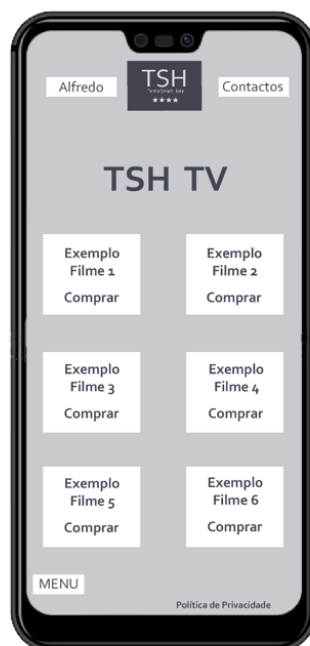 Alfredo
TSH
★★★★
Contactos
TSH TV
Exemplo
Filme 1
Comprar
Exemplo
Filme 2
Comprar
Exemplo
Filme 3
Comprar
Exemplo
Filme 4
Comprar
Exemplo
Filme 5
Comprar
Exemplo
Filme 6
Comprar
MENU
Política de Privacidade